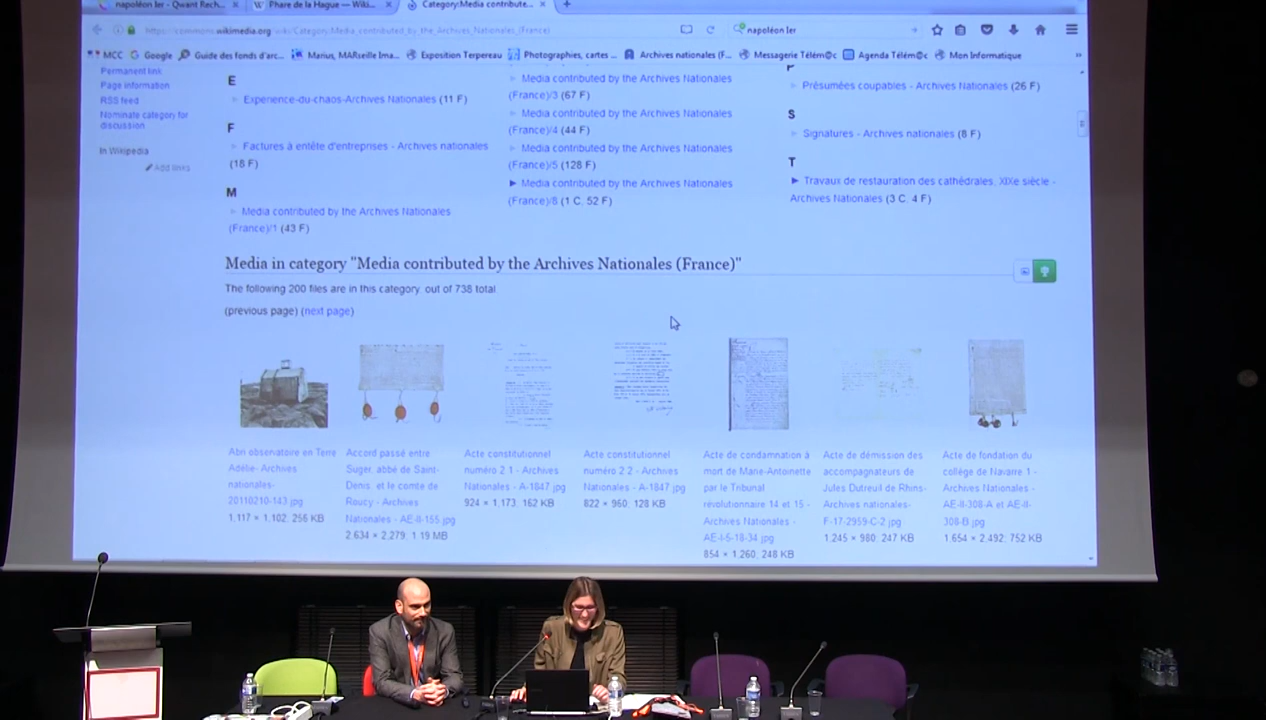 napoléon Ier - Qwant Rech...
Phare de la Hague — Wiki...
Category:Media contribute...
https://commons.wikimedia.org/wiki/Category:Media_contributed_by_the_Archives_Nationales_(France)
napoléon Ier
MCC
Google
Guide des fonds d'arc...
Marius, MARseille Ima...
Exposition Terpereau
Photographies, cartes ...
Archives nationales (F...
Messagerie Télém@c
Agenda Télém@c
Mon Informatique
Permanent link
Page information
RSS feed
Nominate category for
discussion
In Wikipedia
Add links
E
Expérience-du-chaos-Archives Nationales (11 F)
F
Factures à entête d'entreprises - Archives nationales
(18 F)
M
Media contributed by the Archives Nationales
(France)/1 (43 F)
Media contributed by the Archives Nationales
(France)/3 (67 F)
Media contributed by the Archives Nationales
(France)/4 (44 F)
Media contributed by the Archives Nationales
(France)/5 (128 F)
Media contributed by the Archives Nationales
(France)/8 (1 C, 52 F)
Présumées coupables - Archives Nationales (26 F)
S
Signatures - Archives nationales (8 F)
T
Travaux de restauration des cathédrales, XIXe siècle -
Archives Nationales (3 C, 4 F)
Media in category "Media contributed by the Archives Nationales (France)"
The following 200 files are in this category, out of 738 total.
(previous page) (next page)
Abri observatoire en Terre
Adélie- Archives
nationales-
20110210-143.jpg
1,117 × 1,102; 256 KB
Accord passé entre
Suger, abbé de Saint-
Denis, et le comte de
Roucy - Archives
Nationales - AE-II-155.jpg
2,634 × 2,279; 1.19 MB
Acte constitutionnel
numéro 2 1 - Archives
Nationales - A-1847.jpg
924 × 1,173; 162 KB
Acte constitutionnel
numéro 2 2 - Archives
Nationales - A-1847.jpg
822 × 960; 128 KB
Acte de condamnation à
mort de Marie-Antoinette
par le Tribunal
révolutionnaire 14 et 15 -
Archives Nationales -
AE-I-5-18-34.jpg
854 × 1,260; 248 KB
Acte de démission des
accompagnateurs de
Jules Dutreuil de Rhins-
Archives nationales-
F-17-2959-C-2.jpg
1,245 × 980; 247 KB
Acte de fondation du
collège de Navarre 1 -
Archives Nationales -
AE-II-308-A et AE-II-
308-B.jpg
1,654 × 2,492; 752 KB